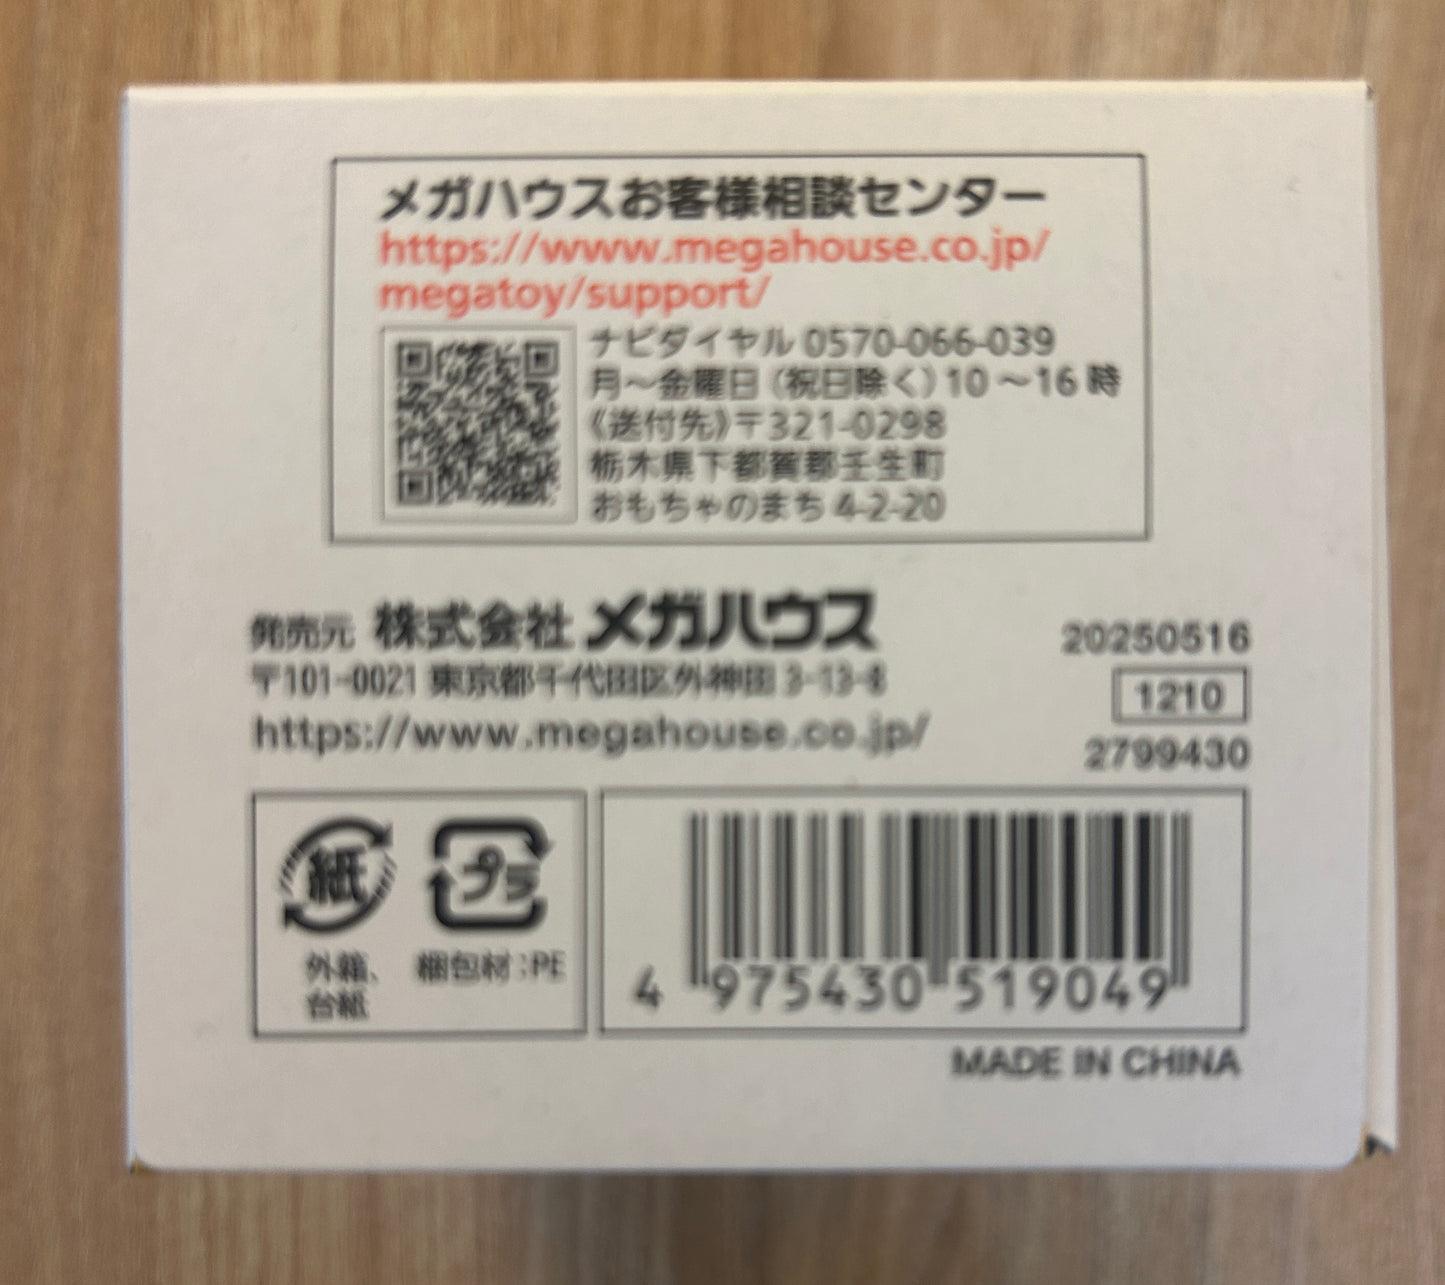 メガハウスお客様相談センター
https://www.megahouse.co.jp/
megatoy/support/
ナビダイヤル 0570-066-039
月〜金曜日(祝日除く)10〜16時
《送付先》〒321-0298
栃木県下都賀郡壬生町
おもちゃのまち 4-2-20
発売元 株式会社 メガハウス
〒101-0021 東京都千代田区外神田 3-13-8
https://www.megahouse.co.jp/
20250516
1210
2799430
紙
外箱、
台紙
プラ
梱包材:PE
4 975430 519049
MADE IN CHINA